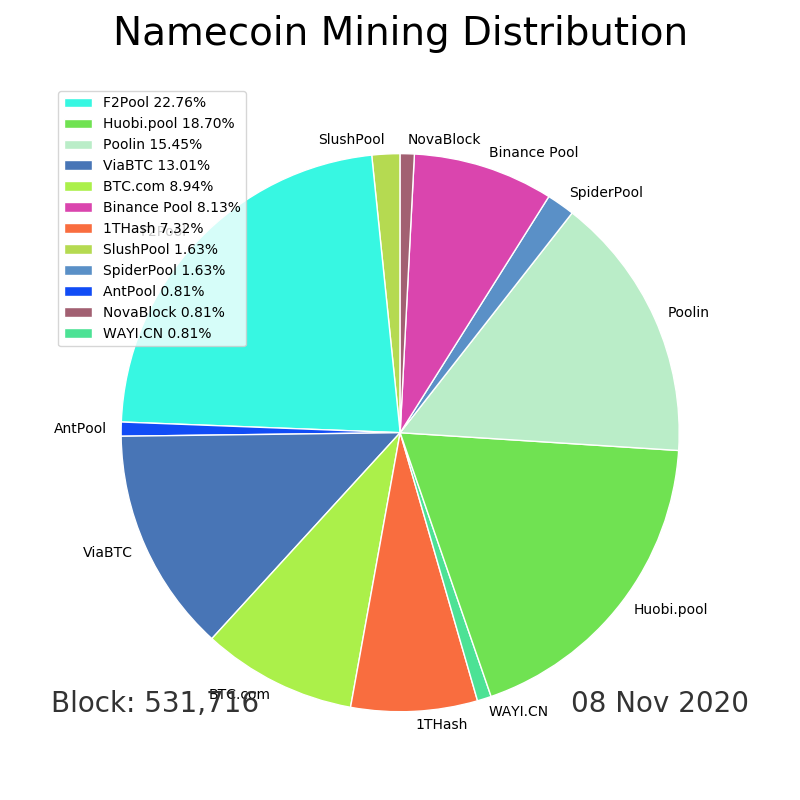 Namecoin Mining Distribution
F2Pool 22.76%
Huobi.pool 18.70%
Poolin 15.45%
ViaBTC 13.01%
BTC.com 8.94%
Binance Pool 8.13%
1THash 7.32%
SlushPool 1.63%
SpiderPool 1.63%
AntPool 0.81%
NovaBlock 0.81%
WAYI.CN 0.81%
SlushPool
NovaBlock
Binance Pool
SpiderPool
F2Pool
Poolin
AntPool
ViaBTC
Huobi.pool
BTC.com
Block: 531,716
08 Nov 2020
WAYI.CN
1THash